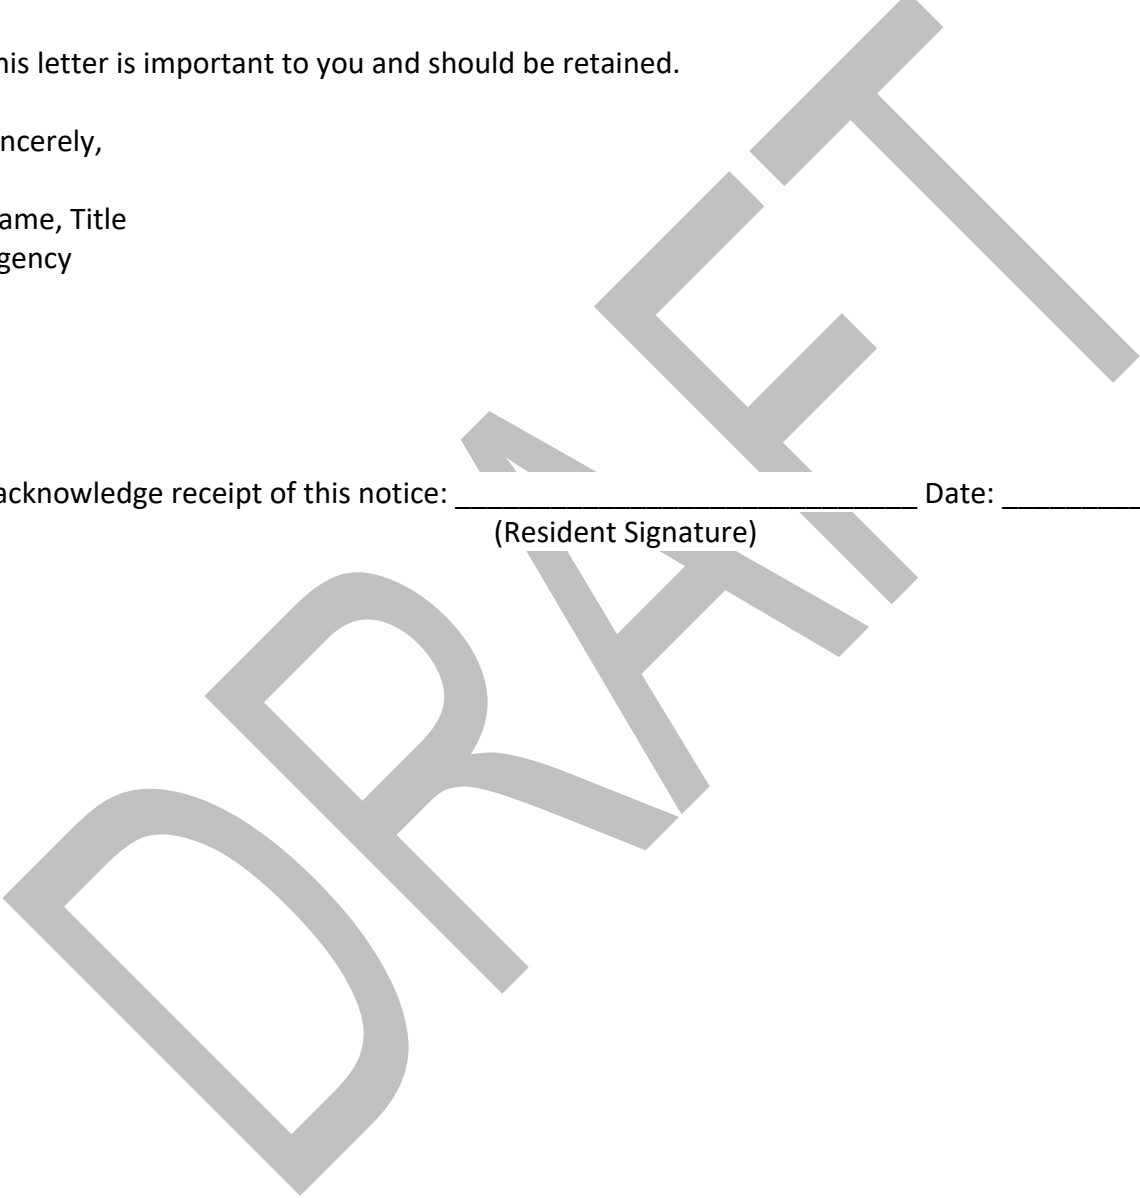 his letter is important to you and should be retained.
ncerely,
ame, Title
gency
acknowledge receipt of this notice: _____________________________ Date: _________
(Resident Signature)
DRAFT